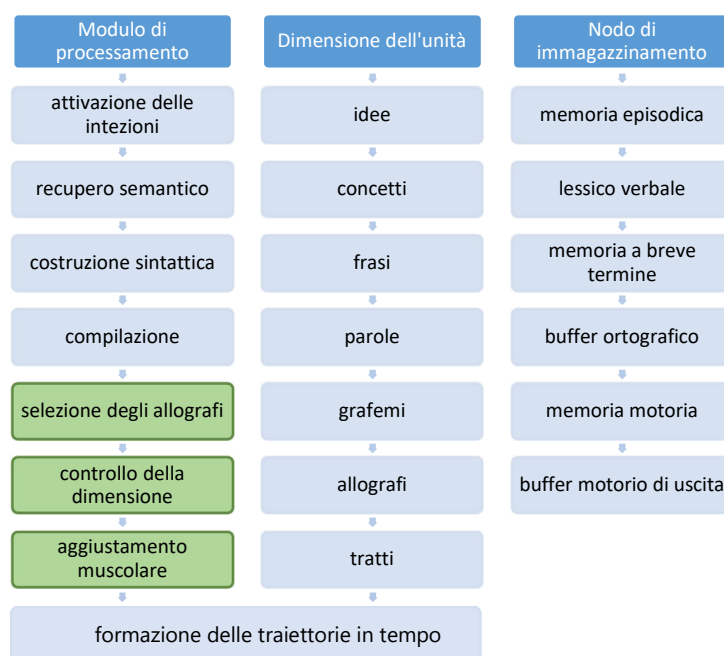 Modulo di
processamento
Dimensione dell'unità
Nodo di
immagazzinamento
attivazione delle
intezioni
idee
memoria episodica
recupero semantico
concetti
lessico verbale
costruzione sintattica
frasi
memoria a breve
termine
compilazione
parole
buffer ortografico
selezione degli allografi
grafemi
memoria motoria
controllo della
dimensione
allografi
buffer motorio di uscita
aggiustamento
muscolare
tratti
formazione delle traiettorie in tempo